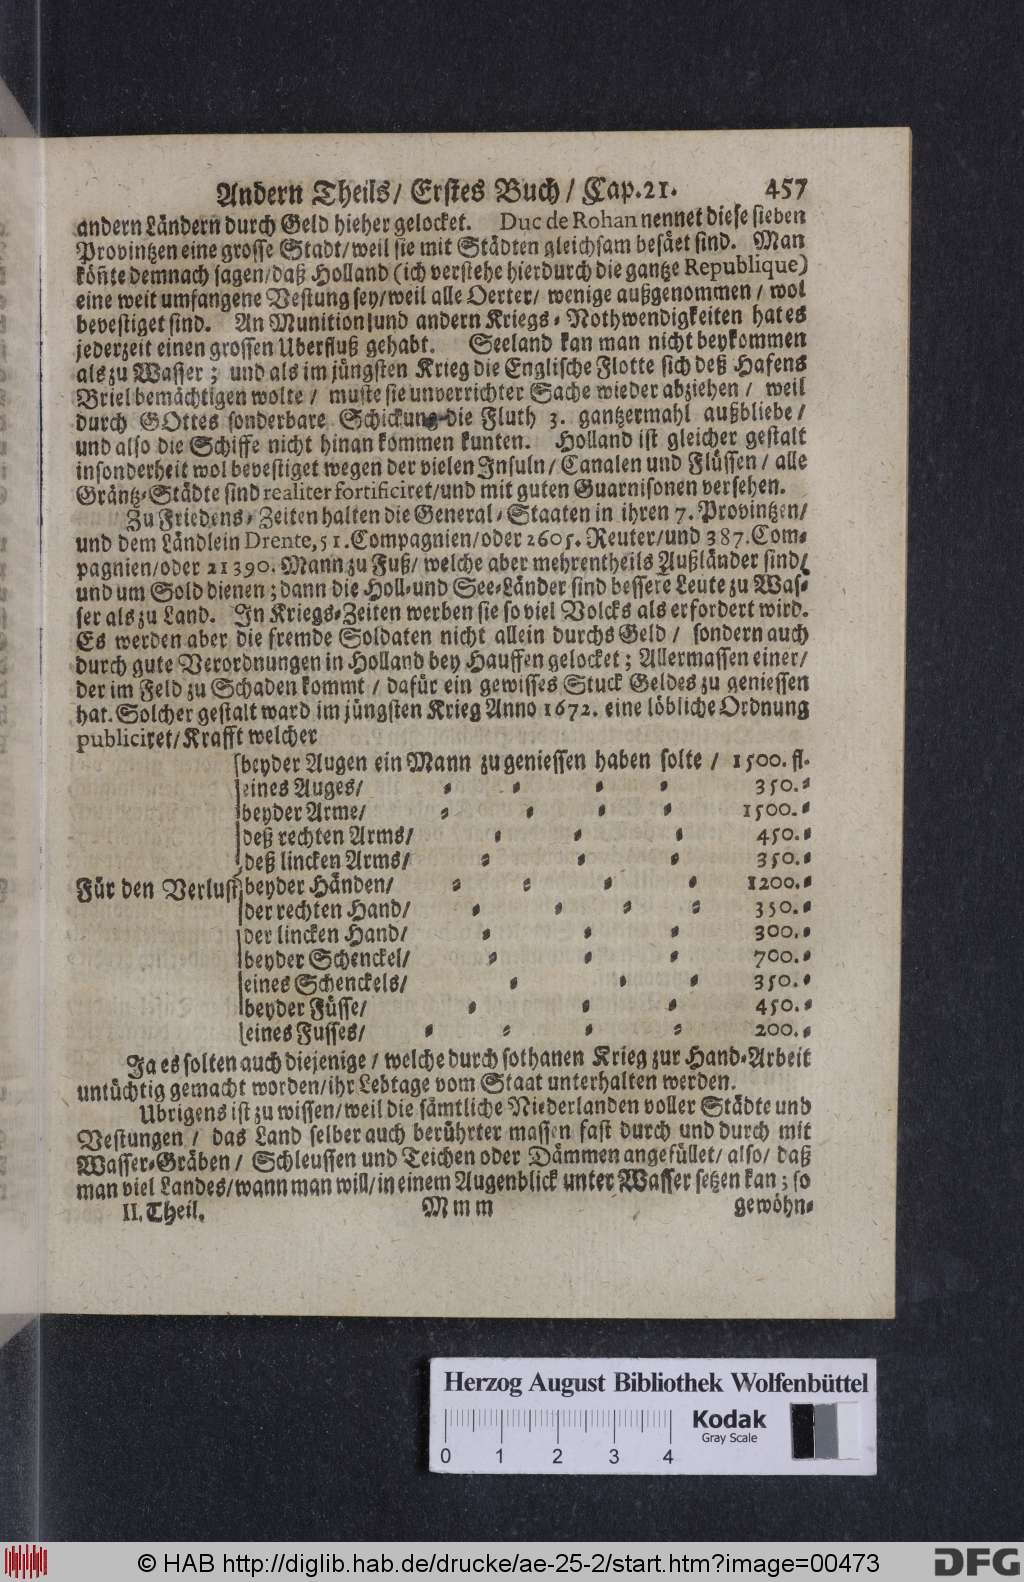 Andern Theils/ Erstes Buch/ Cap. 21. 457
andern Ländern durch Geld hieher gelocket. Duc de Rohan nennet diese sieben
Provintzen eine grosse Stadt/ weil sie mit Städten gleichsam besäet sind. Man
köñte demnach sagen/ daß Holland (ich verstehe hierdurch die gantze Republique)
eine weit umfangene Vestung sey/ weil alle Oerter/ wenige außgenommen/ wol
bevestiget sind. An Munition und andern Kriegs-Nothwendigkeiten hat es
jederzeit einen grossen Uberfluß gehabt. Seeland kan man nicht beykommen
als zu Wasser; und als im jüngsten Krieg die Englische Flotte sich deß Hafens
Briel bemächtigen wolte/ muste sie unverrichter Sache wieder abziehen/ weil
durch GOttes sonderbare Schickung die Fluth 3. gantzermahl außbliebe/
und also die Schiffe nicht hinan kommen kunten. Holland ist gleicher gestalt
insonderheit wol bevestiget wegen der vielen Insuln/ Canalen und Flüssen/ alle
Gräntz-Städte sind realiter fortificiret/ und mit guten Guarnisonen versehen.
Zu Friedens-Zeiten halten die General-Staaten in ihren 7. Provintzen/
und dem Ländlein Drente, 51. Compagnien/ oder 2605. Reuter/ und 387. Com-
pagnien/ oder 21390. Mann zu Fuß/ welche aber mehrentheils Außländer sind/
und um Sold dienen; dann die Holl- und See-Länder sind bessere Leute zu Was-
ser als zu Land. In Kriegs-Zeiten werben sie so viel Volcks als erfordert wird.
Es werden aber die fremde Soldaten nicht allein durchs Geld/ sondern auch
durch gute Verordnungen in Holland bey Hauffen gelocket; Allermassen einer/
der im Feld zu Schaden kommt/ dafür ein gewisses Stuck Geldes zu geniessen
hat. Solcher gestalt ward im jüngsten Krieg Anno 1672. eine löbliche Ordnung
publiciret/ Krafft welcher
beyder Augen ein Mann zu geniessen haben solte/ 1500. fl.
eines Auges/ - - - - 350.-
beyder Arme/ - - - - 1500.-
deß rechten Arms/ - - - 450.-
deß lincken Arms/ - - - 350.-
Für den Verlust beyder Händen/ - - - - 1200.-
der rechten Hand/ - - - - 350.-
der lincken Hand/ - - - 300.-
beyder Schenckel/ - - - 700.-
eines Schenckels/ - - - 350.-
beyder Füsse/ - - - 450.-
eines Fusses/ - - - - 200.-
Ja es solten auch diejenige/ welche durch sothanen Krieg zur Hand-Arbeit
untüchtig gemacht worden/ ihr Lebtage vom Staat unterhalten werden.
Ubrigens ist zu wissen/ weil die sämtliche Niederlanden voller Städte und
Vestungen/ das Land selber auch berührter massen fast durch und durch mit
Wasser-Gräben/ Schleussen und Teichen oder Dämmen angefüllet/ also/ daß
man viel Landes/ wann man will/ in einem Augenblick unter Wasser setzen kan; so
II. Theil. Mmm gewöhn-
Herzog August Bibliothek Wolfenbüttel
Kodak
Gray Scale
0 1 2 3 4
© HAB http://diglib.hab.de/drucke/ae-25-2/start.htm?image=00473
DFG